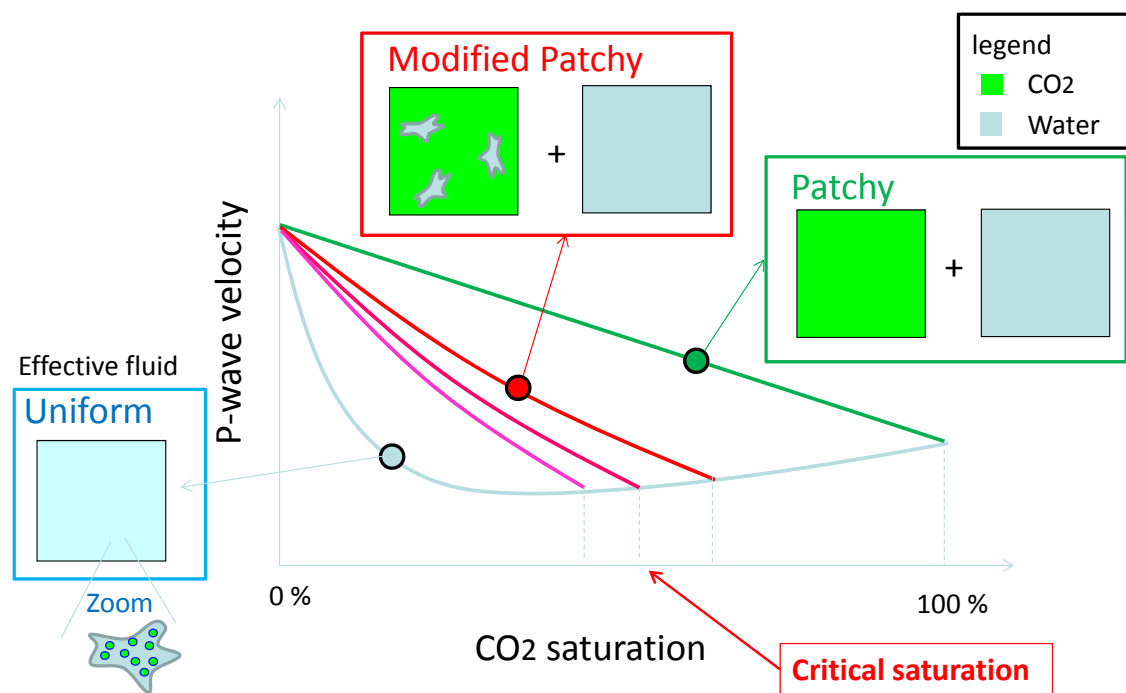 Modified Patchy
+
legend
CO2
Water
Patchy
+
P-wave velocity
Effective fluid
Uniform
Zoom
0 %
100 %
CO2 saturation
Critical saturation